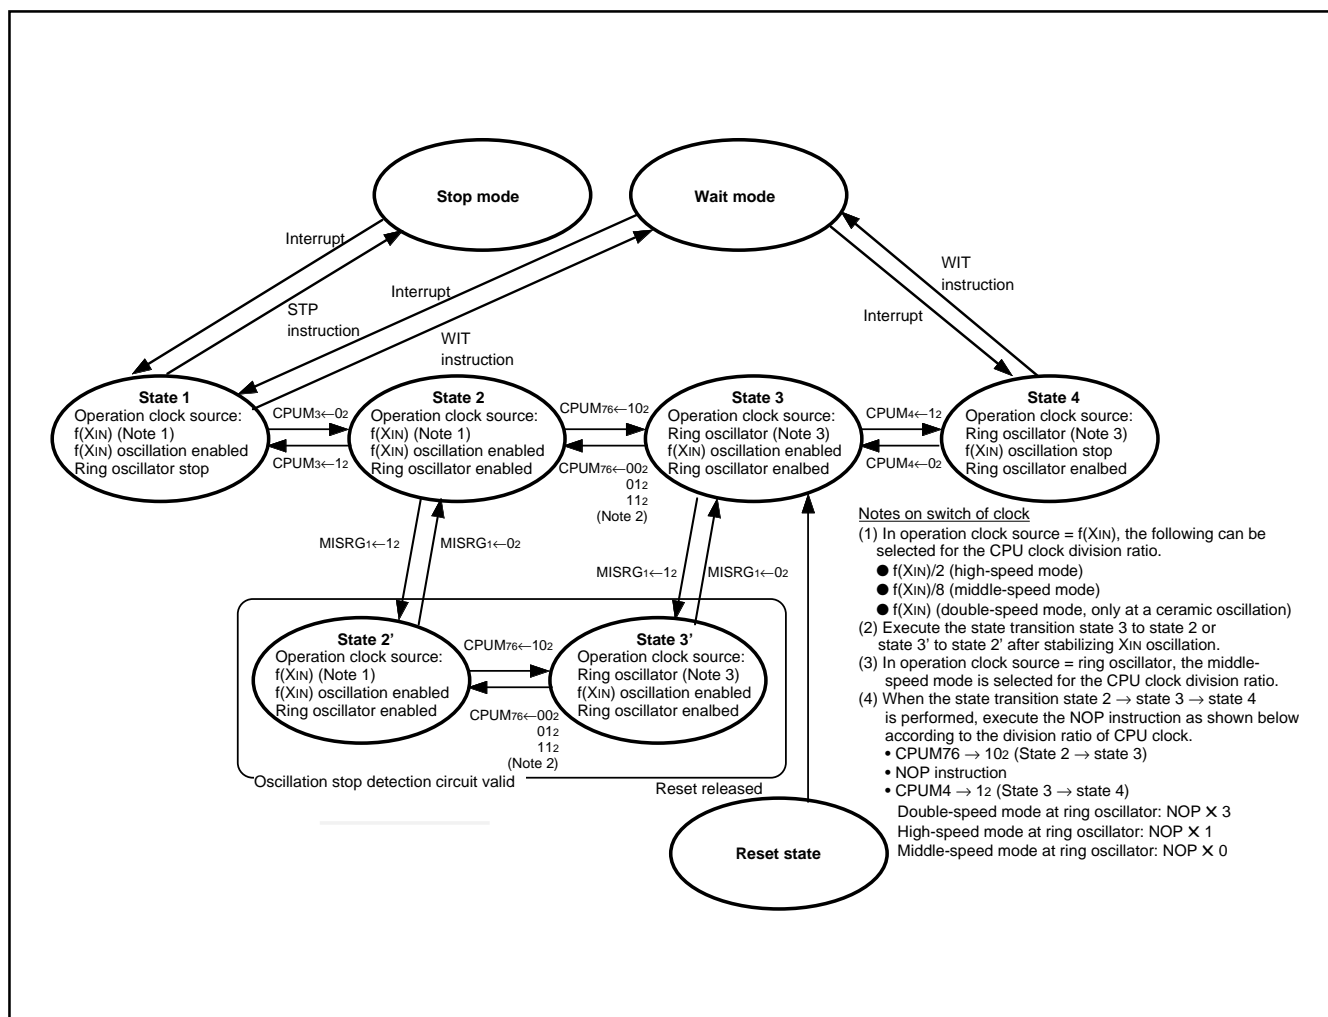 Stop mode
Wait mode
Interrupt
STP
instruction
Interrupt
WIT
instruction
WIT
instruction
Interrupt
State 1
Operation clock source:
f(XIN) (Note 1)
f(XIN) oscillation enabled
Ring oscillator stop
CPUM3←02
CPUM3←12
State 2
Operation clock source:
f(XIN) (Note 1)
f(XIN) oscillation enabled
Ring oscillator enabled
CPUM76←102
CPUM76←002
012
112
(Note 2)
State 3
Operation clock source:
Ring oscillator (Note 3)
f(XIN) oscillation enabled
Ring oscillator enalbed
CPUM4←12
CPUM4←02
State 4
Operation clock source:
Ring oscillator (Note 3)
f(XIN) oscillation stop
Ring oscillator enalbed
MISRG1←12
MISRG1←02
MISRG1←12
MISRG1←02
State 2’
Operation clock source:
f(XIN) (Note 1)
f(XIN) oscillation enabled
Ring oscillator enabled
CPUM76←102
CPUM76←002
012
112
(Note 2)
State 3’
Operation clock source:
Ring oscillator (Note 3)
f(XIN) oscillation enabled
Ring oscillator enalbed
Oscillation stop detection circuit valid
Reset released
Reset state
Notes on switch of clock
(1) In operation clock source = f(XIN), the following can be
selected for the CPU clock division ratio.
● f(XIN)/2 (high-speed mode)
● f(XIN)/8 (middle-speed mode)
● f(XIN) (double-speed mode, only at a ceramic oscillation)
(2) Execute the state transition state 3 to state 2 or
state 3’ to state 2’ after stabilizing XIN oscillation.
(3) In operation clock source = ring oscillator, the middle-
speed mode is selected for the CPU clock division ratio.
(4) When the state transition state 2 → state 3 → state 4
is performed, execute the NOP instruction as shown below
according to the division ratio of CPU clock.
• CPUM76 → 102 (State 2 → state 3)
• NOP instruction
• CPUM4 → 12 (State 3 → state 4)
Double-speed mode at ring oscillator: NOP ✕ 3
High-speed mode at ring oscillator: NOP ✕ 1
Middle-speed mode at ring oscillator: NOP ✕ 0